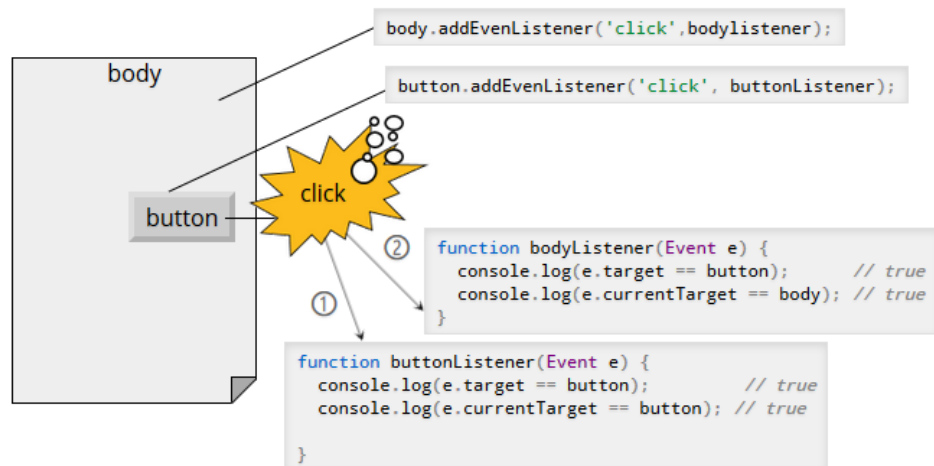 body.addEvenListener('click',bodylistener);
body
button.addEvenListener('click', buttonListener);
click
button
②
function bodyListener(Event e) {
console.log(e.target == button); // true
console.log(e.currentTarget == body); // true
}
①
function buttonListener(Event e) {
console.log(e.target == button); // true
console.log(e.currentTarget == button); // true
}